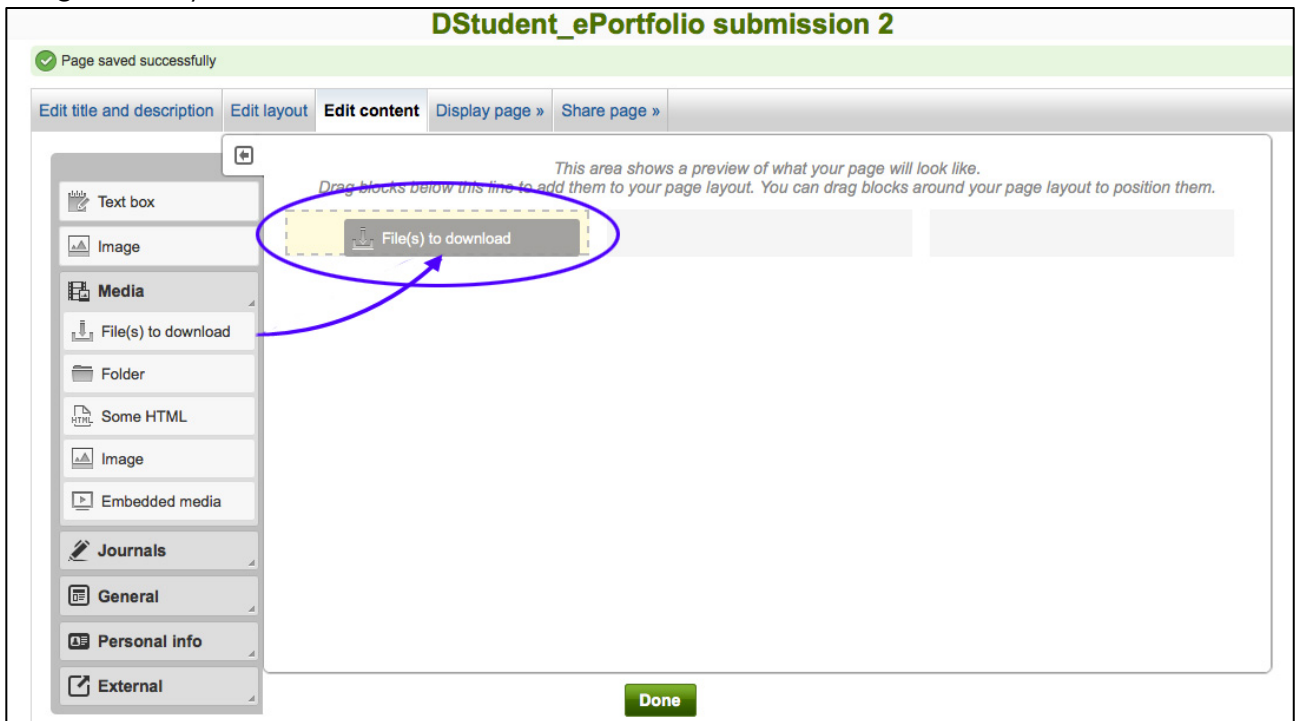 DStudent_ePortfolio submission 2
Page saved successfully
Edit title and description Edit layout Edit content Display page » Share page »
This area shows a preview of what your page will look like.
Drag blocks below this line to add them to your page layout. You can drag blocks around your page layout to position them.
Text box
Image
File(s) to download
Media
File(s) to download
Folder
HTML Some HTML
Image
Embedded media
Journals
General
Personal info
External
Done